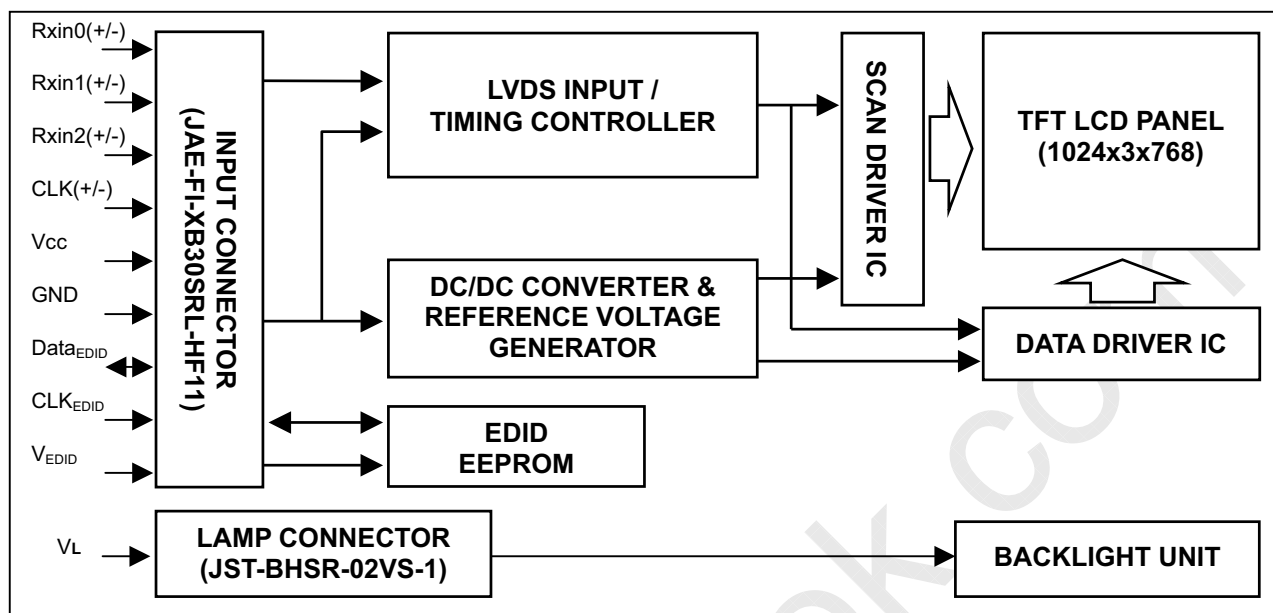 Rxin0(+/-)
Rxin1(+/-)
Rxin2(+/-)
CLK(+/-)
Vcc
GND
DataEDID
CLKEDID
VEDID
VL
INPUT CONNECTOR
(JAE-FI-XB30SRL-HF11)
LVDS INPUT /
TIMING CONTROLLER
DC/DC CONVERTER &
REFERENCE VOLTAGE
GENERATOR
EDID
EEPROM
SCAN DRIVER IC
TFT LCD PANEL
(1024x3x768)
DATA DRIVER IC
LAMP CONNECTOR
(JST-BHSR-02VS-1)
BACKLIGHT UNIT